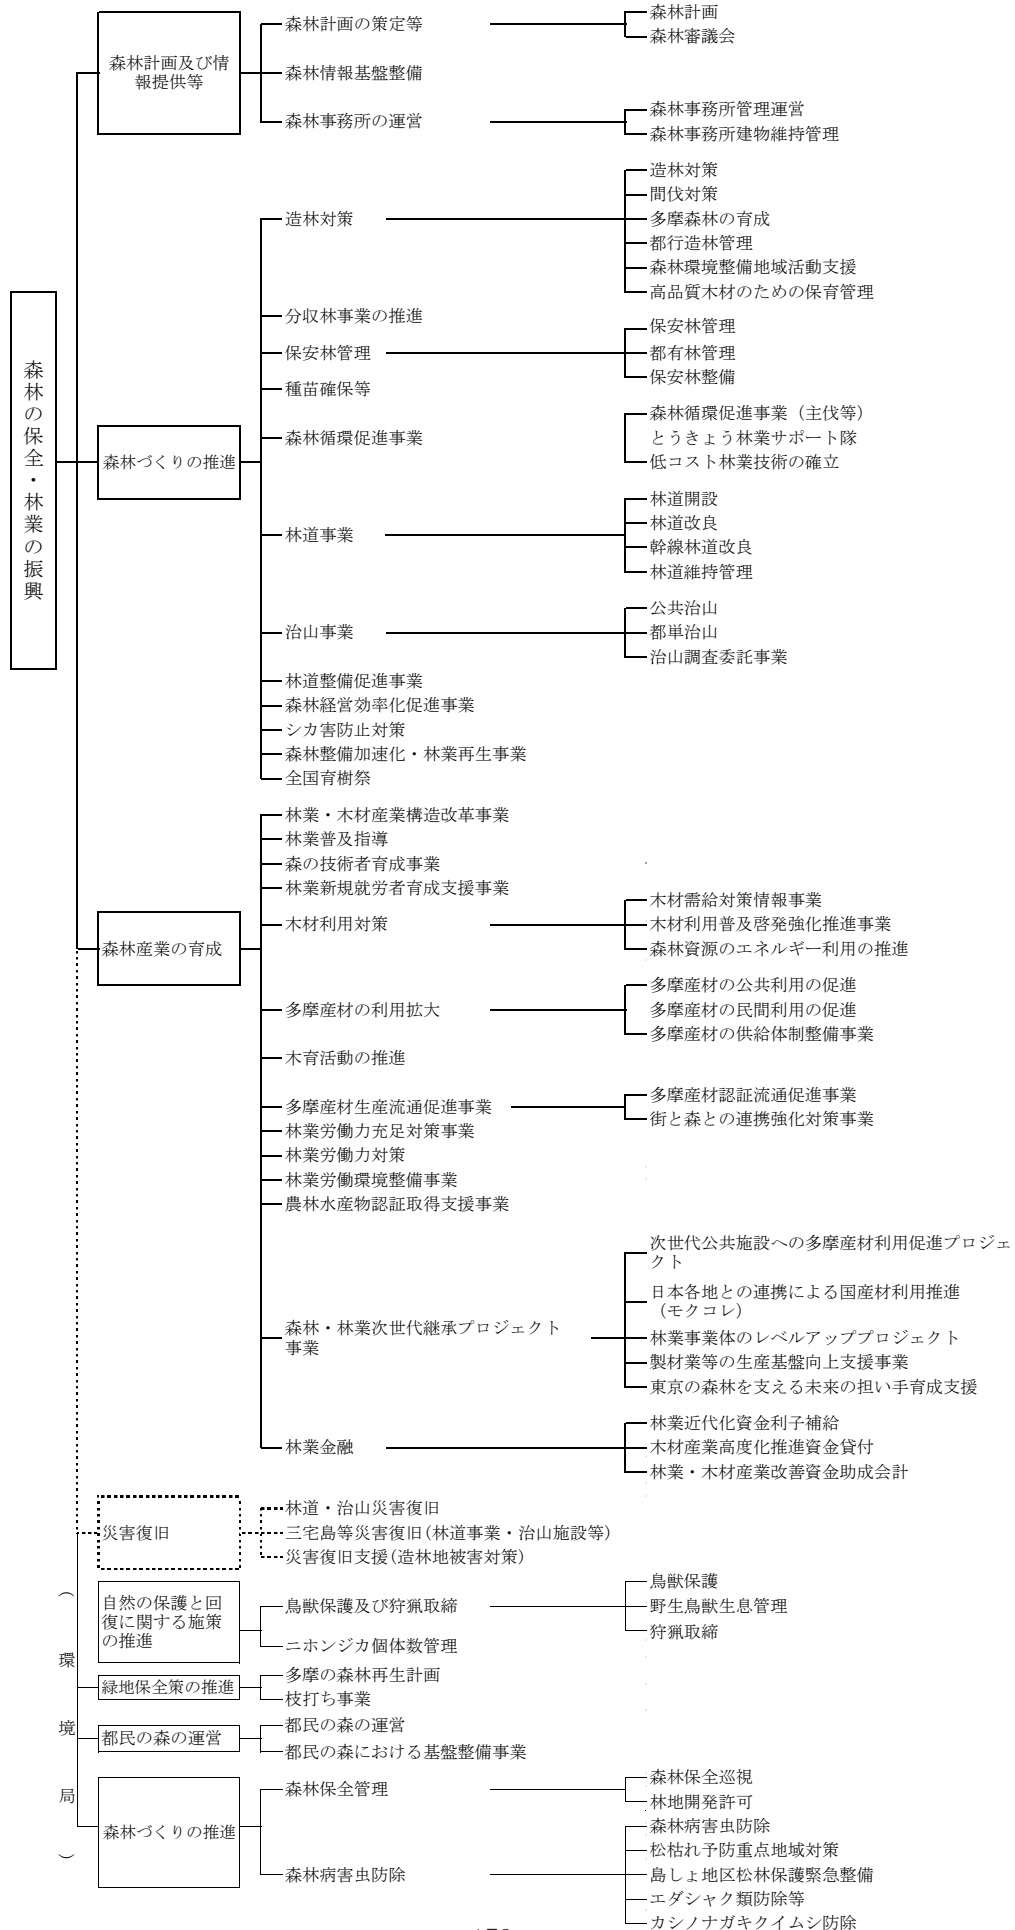 森林の保全・林業の振興
森林計画及び情
報提供等
森林計画の策定等
森林計画
森林審議会
森林情報基盤整備
森林事務所の運営
森林事務所管理運営
森林事務所建物維持管理
森林づくりの推進
造林対策
造林対策
間伐対策
多摩森林の育成
都行造林管理
森林環境整備地域活動支援
高品質木材のための保育管理
分収林事業の推進
保安林管理
保安林管理
都有林管理
保安林整備
種苗確保等
森林循環促進事業
森林循環促進事業（主伐等）
とうきょう林業サポート隊
低コスト林業技術の確立
林道事業
林道開設
林道改良
幹線林道改良
林道維持管理
治山事業
公共治山
都単治山
治山調査委託事業
林道整備促進事業
森林経営効率化促進事業
シカ害防止対策
森林整備加速化・林業再生事業
全国育樹祭
森林産業の育成
林業・木材産業構造改革事業
林業普及指導
森の技術者育成事業
林業新規就労者育成支援事業
木材利用対策
木材需給対策情報事業
木材利用普及啓発強化推進事業
森林資源のエネルギー利用の推進
多摩産材の利用拡大
多摩産材の公共利用の促進
多摩産材の民間利用の促進
多摩産材の供給体制整備事業
木育活動の推進
多摩産材生産流通促進事業
多摩産材認証流通促進事業
街と森との連携強化対策事業
林業労働力充足対策事業
林業労働力対策
林業労働環境整備事業
農林水産物認証取得支援事業
森林・林業次世代継承プロジェクト
事業
次世代公共施設への多摩産材利用促進プロジェ
クト
日本各地との連携による国産材利用推進
（モクコレ）
林業事業体のレベルアッププロジェクト
製材業等の生産基盤向上支援事業
東京の森林を支える未来の担い手育成支援
林業金融
林業近代化資金利子補給
木材産業高度化推進資金貸付
林業・木材産業改善資金助成会計
災害復旧
林道・治山災害復旧
三宅島等災害復旧(林道事業・治山施設等)
災害復旧支援(造林地被害対策)
（環境局）
自然の保護と回
復に関する施策
の推進
鳥獣保護及び狩猟取締
鳥獣保護
野生鳥獣生息管理
狩猟取締
ニホンジカ個体数管理
緑地保全策の推進
多摩の森林再生計画
枝打ち事業
都民の森の運営
都民の森の運営
都民の森における基盤整備事業
森林づくりの推進
森林保全管理
森林保全巡視
林地開発許可
森林病害虫防除
森林病害虫防除
松枯れ予防重点地域対策
島しょ地区松林保護緊急整備
エダシャク類防除等
カシノナガキクイムシ防除